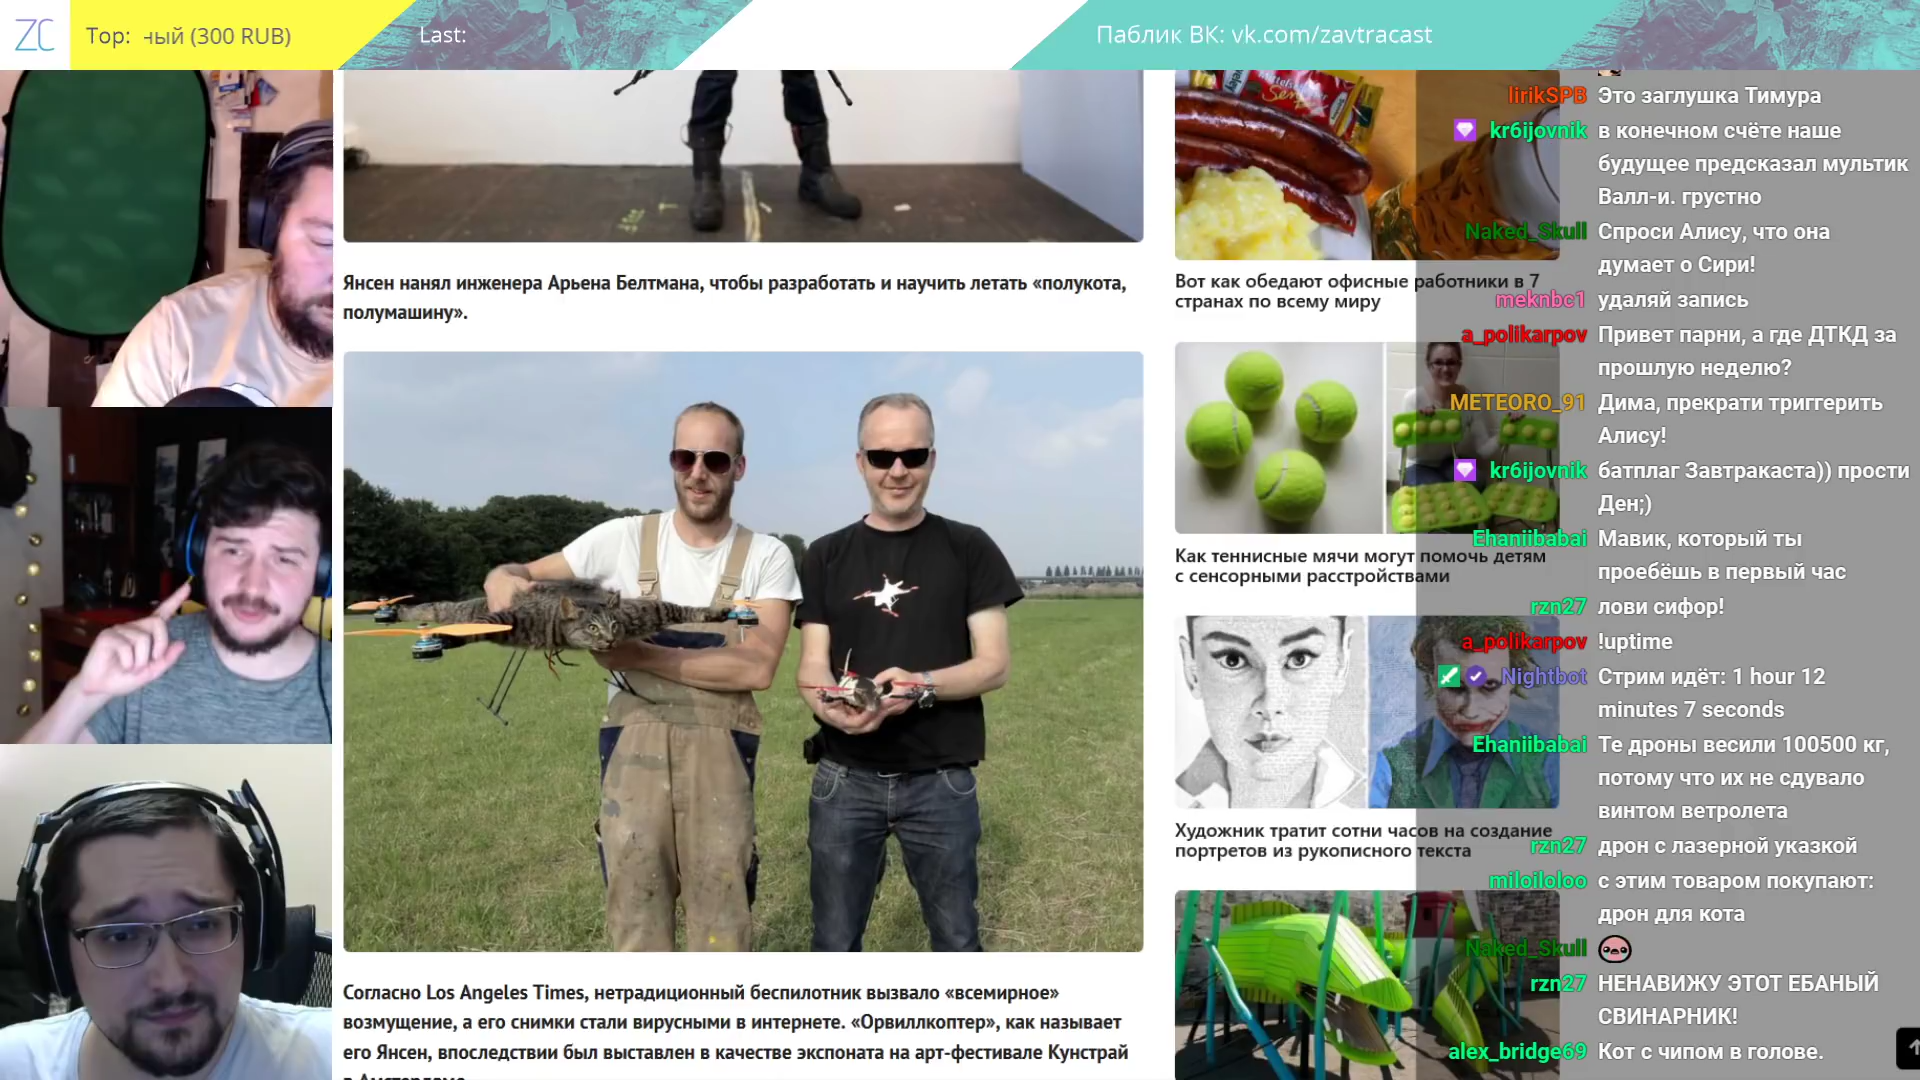 ZC
Top: ный (300 RUB)
Last:
Паблик ВК: vk.com/zavtracast
Янсен нанял инженера Арьена Белтмана, чтобы разработать и научить летать «полукота,
полумашину».
Согласно Los Angeles Times, нетрадиционный беспилотник вызвало «всемирное»
возмущение, а его снимки стали вирусными в интернете. «Орвиллкоптер», как называет
его Янсен, впоследствии был выставлен в качестве экспоната на арт-фестивале Кунстрай
Вот как обедают офисные работники в 7
странах по всему миру
Как теннисные мячи могут помочь детям
с сенсорными расстройствами
Художник тратит сотни часов на создание
портретов из рукописного текста
lirikSPB Это заглушка Тимура
kr6ijovnik в конечном счёте наше
будущее предсказал мультик
Валл-и. грустно
Naked_Skull Спроси Алису, что она
думает о Сири!
meknbc1 удаляй запись
a_polikarpov Привет парни, а где ДТКД за
прошлую неделю?
METEORO_91 Дима, прекрати триггерить
Алису!
kr6ijovnik батплаг Завтракаста)) прости
Ден;)
Ehaniibabai Мавик, который ты
проебёшь в первый час
rzn27 лови сифор!
a_polikarpov !uptime
Nightbot Стрим идёт: 1 hour 12
minutes 7 seconds
Ehaniibabai Те дроны весили 100500 кг,
потому что их не сдувало
винтом ветролета
rzn27 дрон с лазерной указкой
miloiloloo с этим товаром покупают:
дрон для кота
Naked_Skull
rzn27 НЕНАВИЖУ ЭТОТ ЕБАНЫЙ
СВИНАРНИК!
alex_bridge69 Кот с чипом в голове.